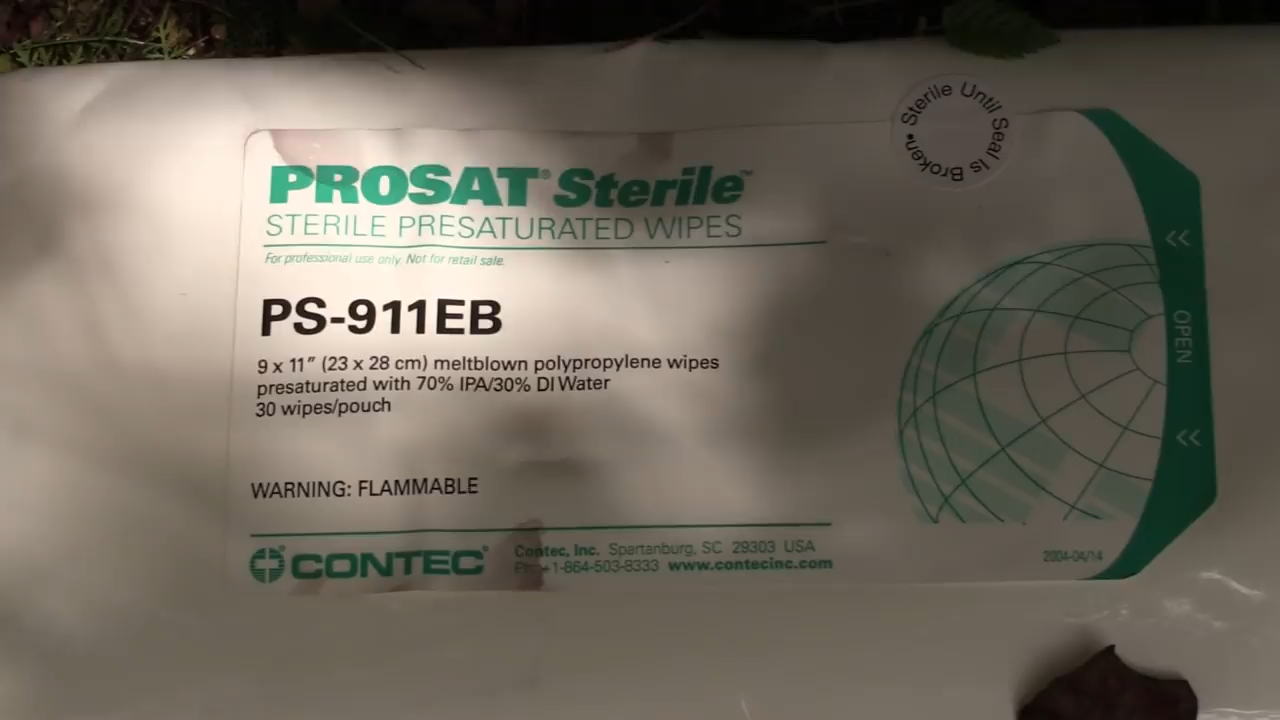 Sterile Until Seal Is Broken •
PROSAT® Sterile™
STERILE PRESATURATED WIPES
For professional use only. Not for retail sale.
PS-911EB
9 x 11" (23 x 28 cm) meltblown polypropylene wipes
presaturated with 70% IPA/30% DI Water
30 wipes/pouch
WARNING: FLAMMABLE
<< OPEN <<
CONTEC®
Contec, Inc. Spartanburg, SC 29303 USA
Ph: +1-864-503-8333 www.contecinc.com
2004-04/14